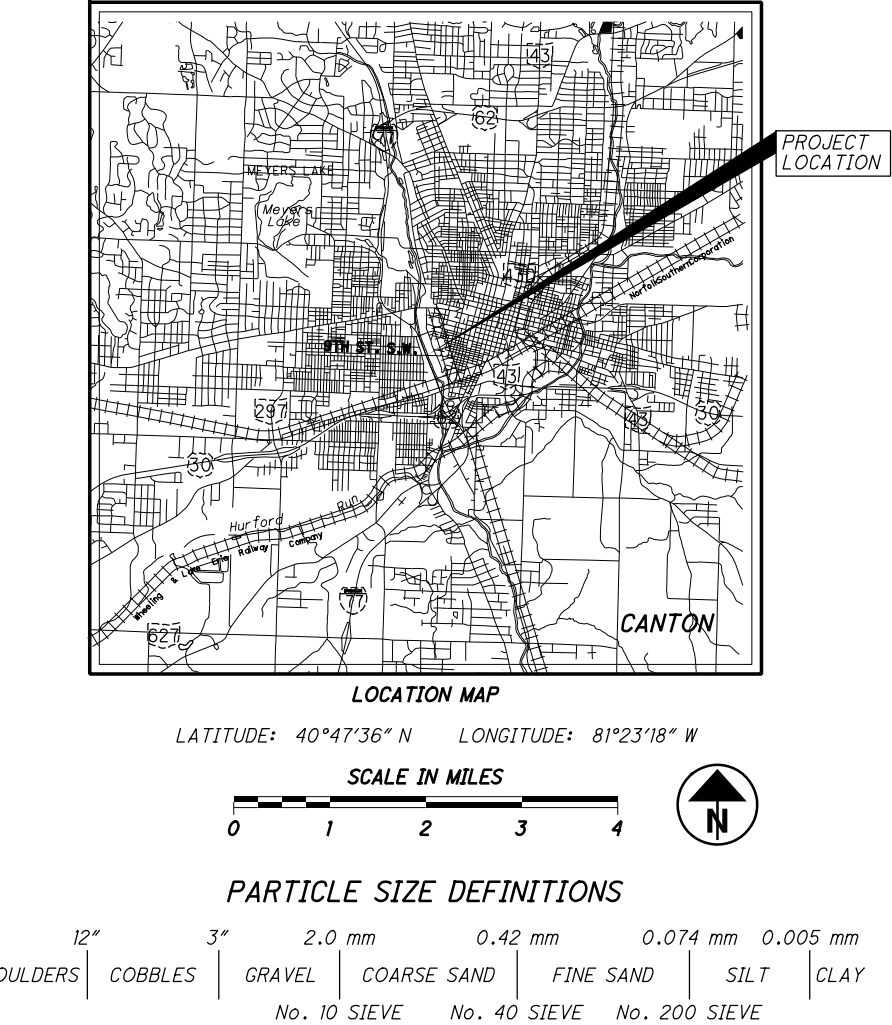 43
62
77
PROJECT
LOCATION
MEYERS LAKE
Meyers
Lake
Norfolk Southern Corporation
9TH ST. S.W.
43
297
62
43
30
30
Hurford Run
Wheeling & Lake Erie Railway Company
77
CANTON
627
LOCATION MAP
LATITUDE: 40°47'36" N LONGITUDE: 81°23'18" W
SCALE IN MILES
0 1 2 3 4
N
PARTICLE SIZE DEFINITIONS
12" 3" 2.0 mm 0.42 mm 0.074 mm 0.005 mm
OULDERS COBBLES GRAVEL COARSE SAND FINE SAND SILT CLAY
No. 10 SIEVE No. 40 SIEVE No. 200 SIEVE